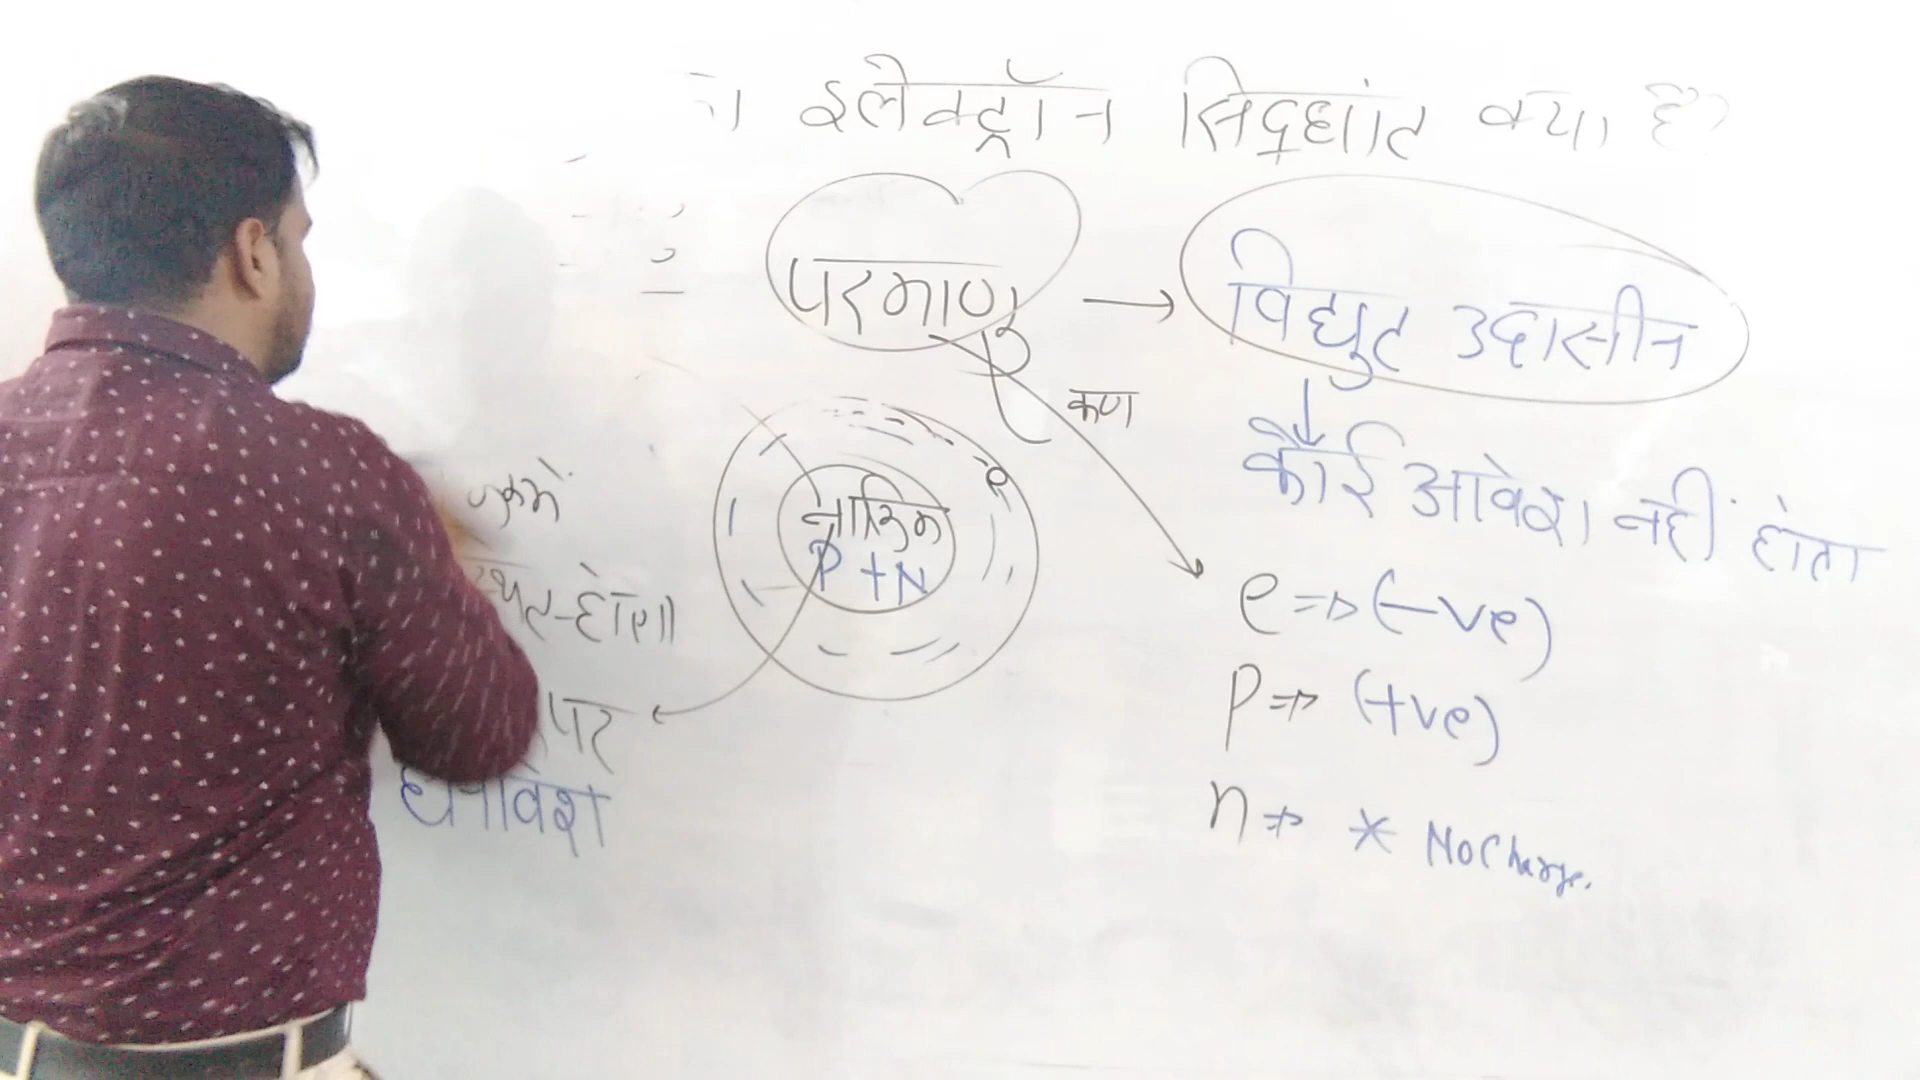 इलेक्ट्रॉन सिद्धांत क्या है?
परमाणु → विद्युत उदासीन
कण
कोई आवेश नहीं होता
e
नाभिक
P + N
e ⇒ (-ve)
P ⇒ (+ve)
n ⇒ * No Charge.
पर
धनावेश